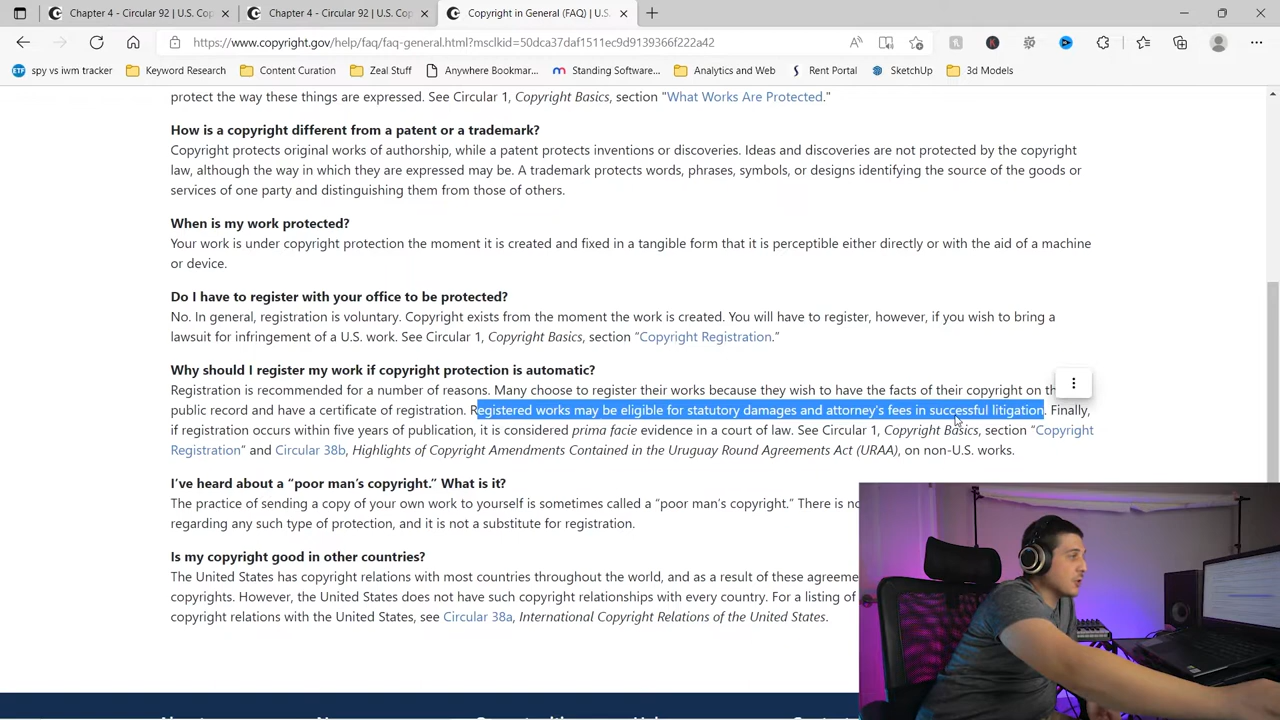 Chapter 4 - Circular 92 | U.S. Cop
Chapter 4 - Circular 92 | U.S. Cop
Copyright in General (FAQ) | U.S.
https://www.copyright.gov/help/faq/faq-general.html?msclkid=50dca37daf1511ec9d9139366f222a42
ETF spy vs iwm tracker
Keyword Research
Content Curation
Zeal Stuff
Anywhere Bookmar...
Standing Software...
Analytics and Web
Rent Portal
SketchUp
3d Models
protect the way these things are expressed. See Circular 1, Copyright Basics, section "What Works Are Protected."
How is a copyright different from a patent or a trademark?
Copyright protects original works of authorship, while a patent protects inventions or discoveries. Ideas and discoveries are not protected by the copyright
law, although the way in which they are expressed may be. A trademark protects words, phrases, symbols, or designs identifying the source of the goods or
services of one party and distinguishing them from those of others.
When is my work protected?
Your work is under copyright protection the moment it is created and fixed in a tangible form that it is perceptible either directly or with the aid of a machine
or device.
Do I have to register with your office to be protected?
No. In general, registration is voluntary. Copyright exists from the moment the work is created. You will have to register, however, if you wish to bring a
lawsuit for infringement of a U.S. work. See Circular 1, Copyright Basics, section “Copyright Registration.”
Why should I register my work if copyright protection is automatic?
Registration is recommended for a number of reasons. Many choose to register their works because they wish to have the facts of their copyright on th
public record and have a certificate of registration. Registered works may be eligible for statutory damages and attorney's fees in successful litigation. Finally,
if registration occurs within five years of publication, it is considered prima facie evidence in a court of law. See Circular 1, Copyright Basics, section “Copyright
Registration” and Circular 38b, Highlights of Copyright Amendments Contained in the Uruguay Round Agreements Act (URAA), on non-U.S. works.
I’ve heard about a “poor man’s copyright.” What is it?
The practice of sending a copy of your own work to yourself is sometimes called a “poor man’s copyright.” There is no
regarding any such type of protection, and it is not a substitute for registration.
Is my copyright good in other countries?
The United States has copyright relations with most countries throughout the world, and as a result of these agreeme
copyrights. However, the United States does not have such copyright relationships with every country. For a listing of
copyright relations with the United States, see Circular 38a, International Copyright Relations of the United States.